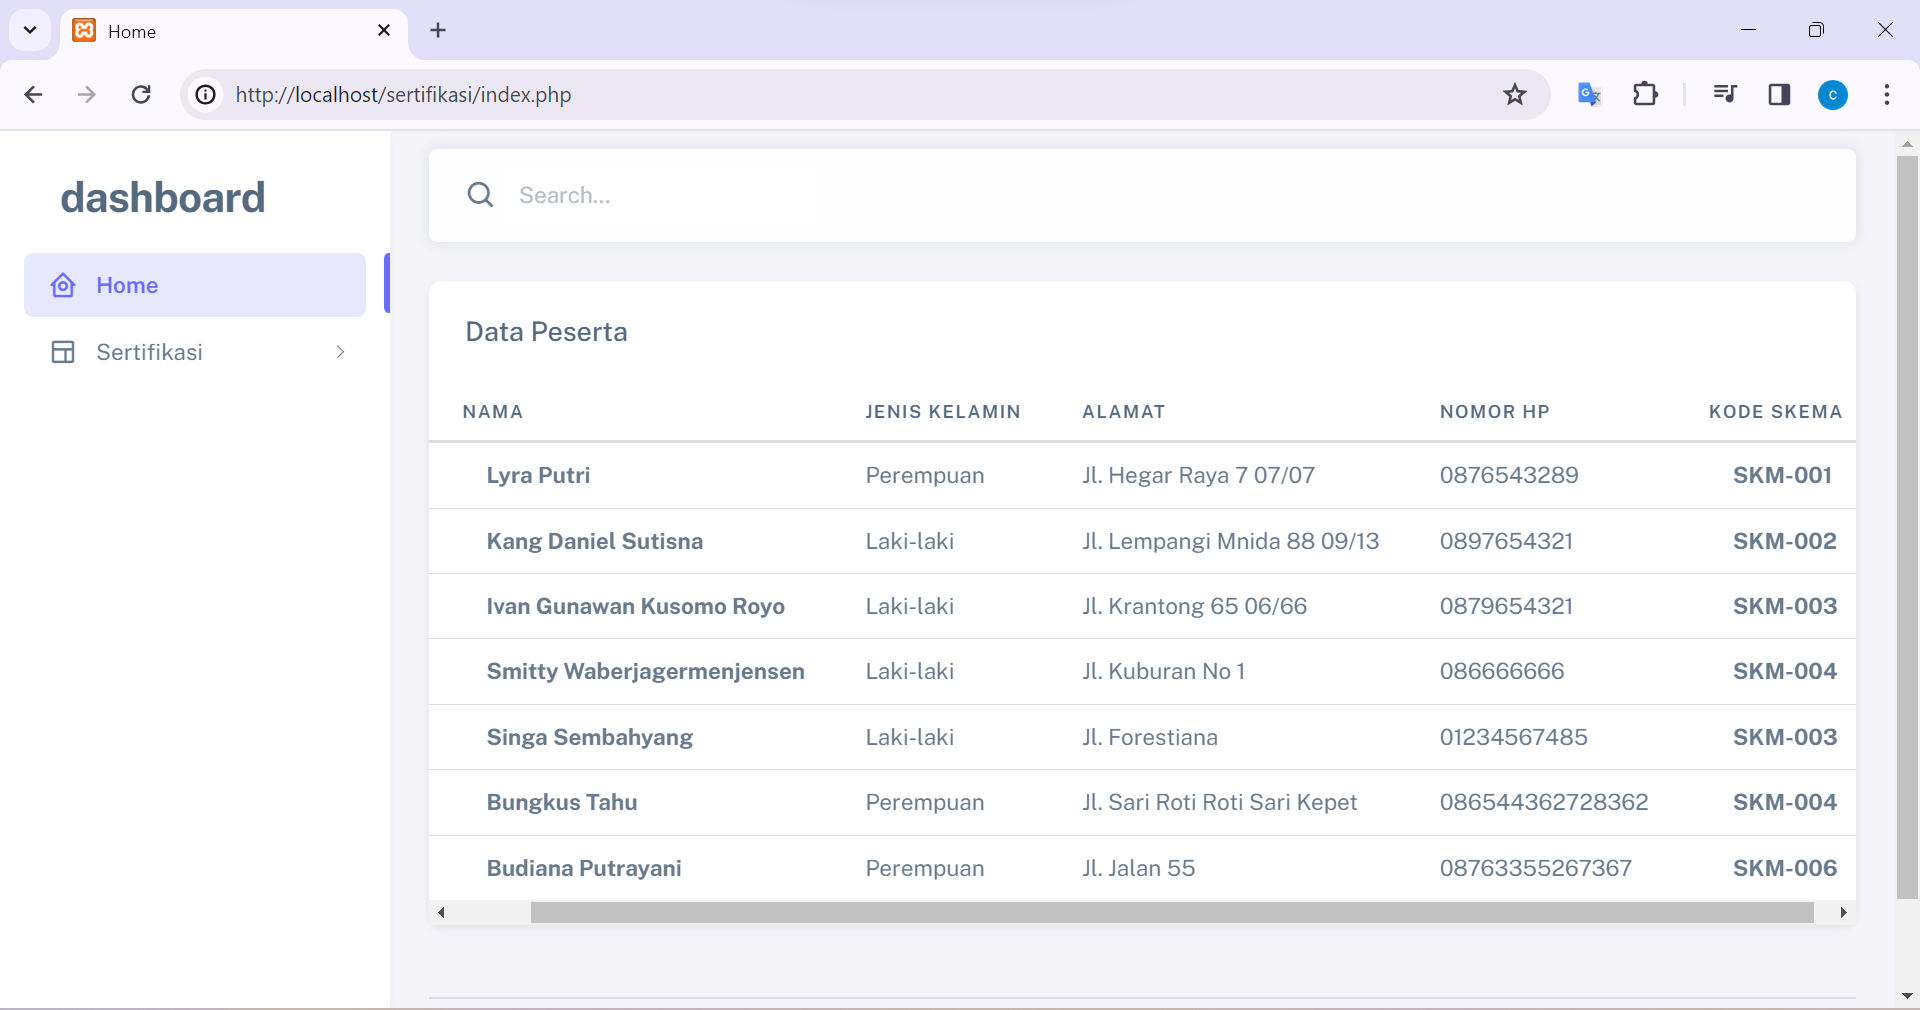 Home
http://localhost/sertifikasi/index.php
c
dashboard
Home
Sertifikasi
Search...
Data Peserta
NAMA JENIS KELAMIN ALAMAT NOMOR HP KODE SKEMA
Lyra Putri Perempuan Jl. Hegar Raya 7 07/07 0876543289 SKM-001
Kang Daniel Sutisna Laki-laki Jl. Lempangi Mnida 88 09/13 0897654321 SKM-002
Ivan Gunawan Kusomo Royo Laki-laki Jl. Krantong 65 06/66 0879654321 SKM-003
Smitty Waberjagermenjensen Laki-laki Jl. Kuburan No 1 086666666 SKM-004
Singa Sembahyang Laki-laki Jl. Forestiana 01234567485 SKM-003
Bungkus Tahu Perempuan Jl. Sari Roti Roti Sari Kepet 086544362728362 SKM-004
Budiana Putrayani Perempuan Jl. Jalan 55 08763355267367 SKM-006